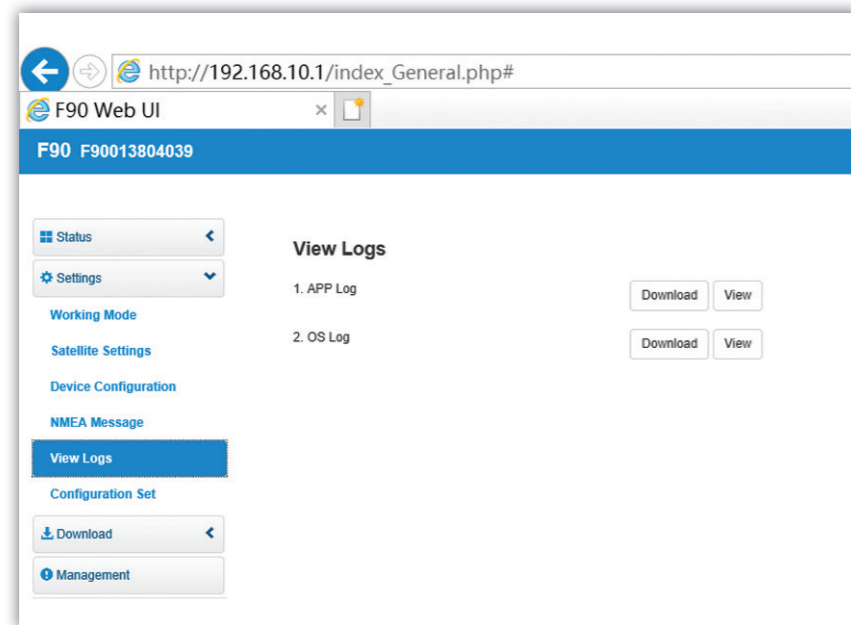 http://192.168.10.1/index_General.php#
F90 Web UI
F90 F90013804039
Status
Settings
Working Mode
Satellite Settings
Device Configuration
NMEA Message
View Logs
Configuration Set
Download
Management
View Logs
1. APP Log
Download View
2. OS Log
Download View